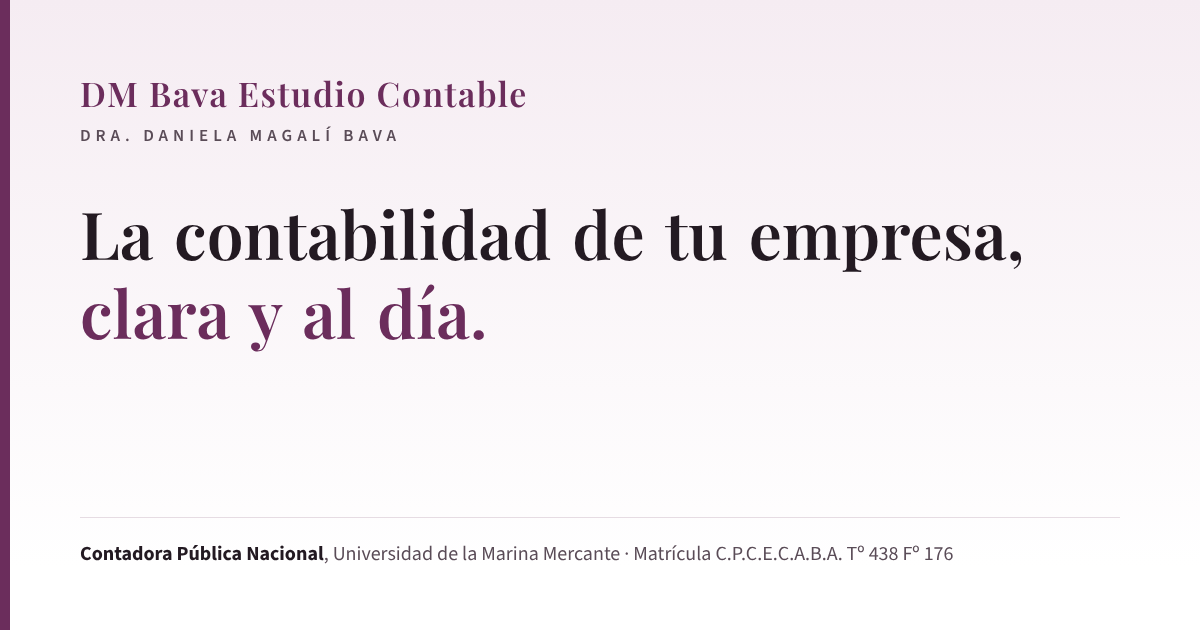 DM Bava Estudio Contable
DRA. DANIELA MAGALÍ BAVA
La contabilidad de tu empresa,
clara y al día.
Contadora Pública Nacional, Universidad de la Marina Mercante · Matrícula C.P.C.E.C.A.B.A. Tº 438 Fº 176